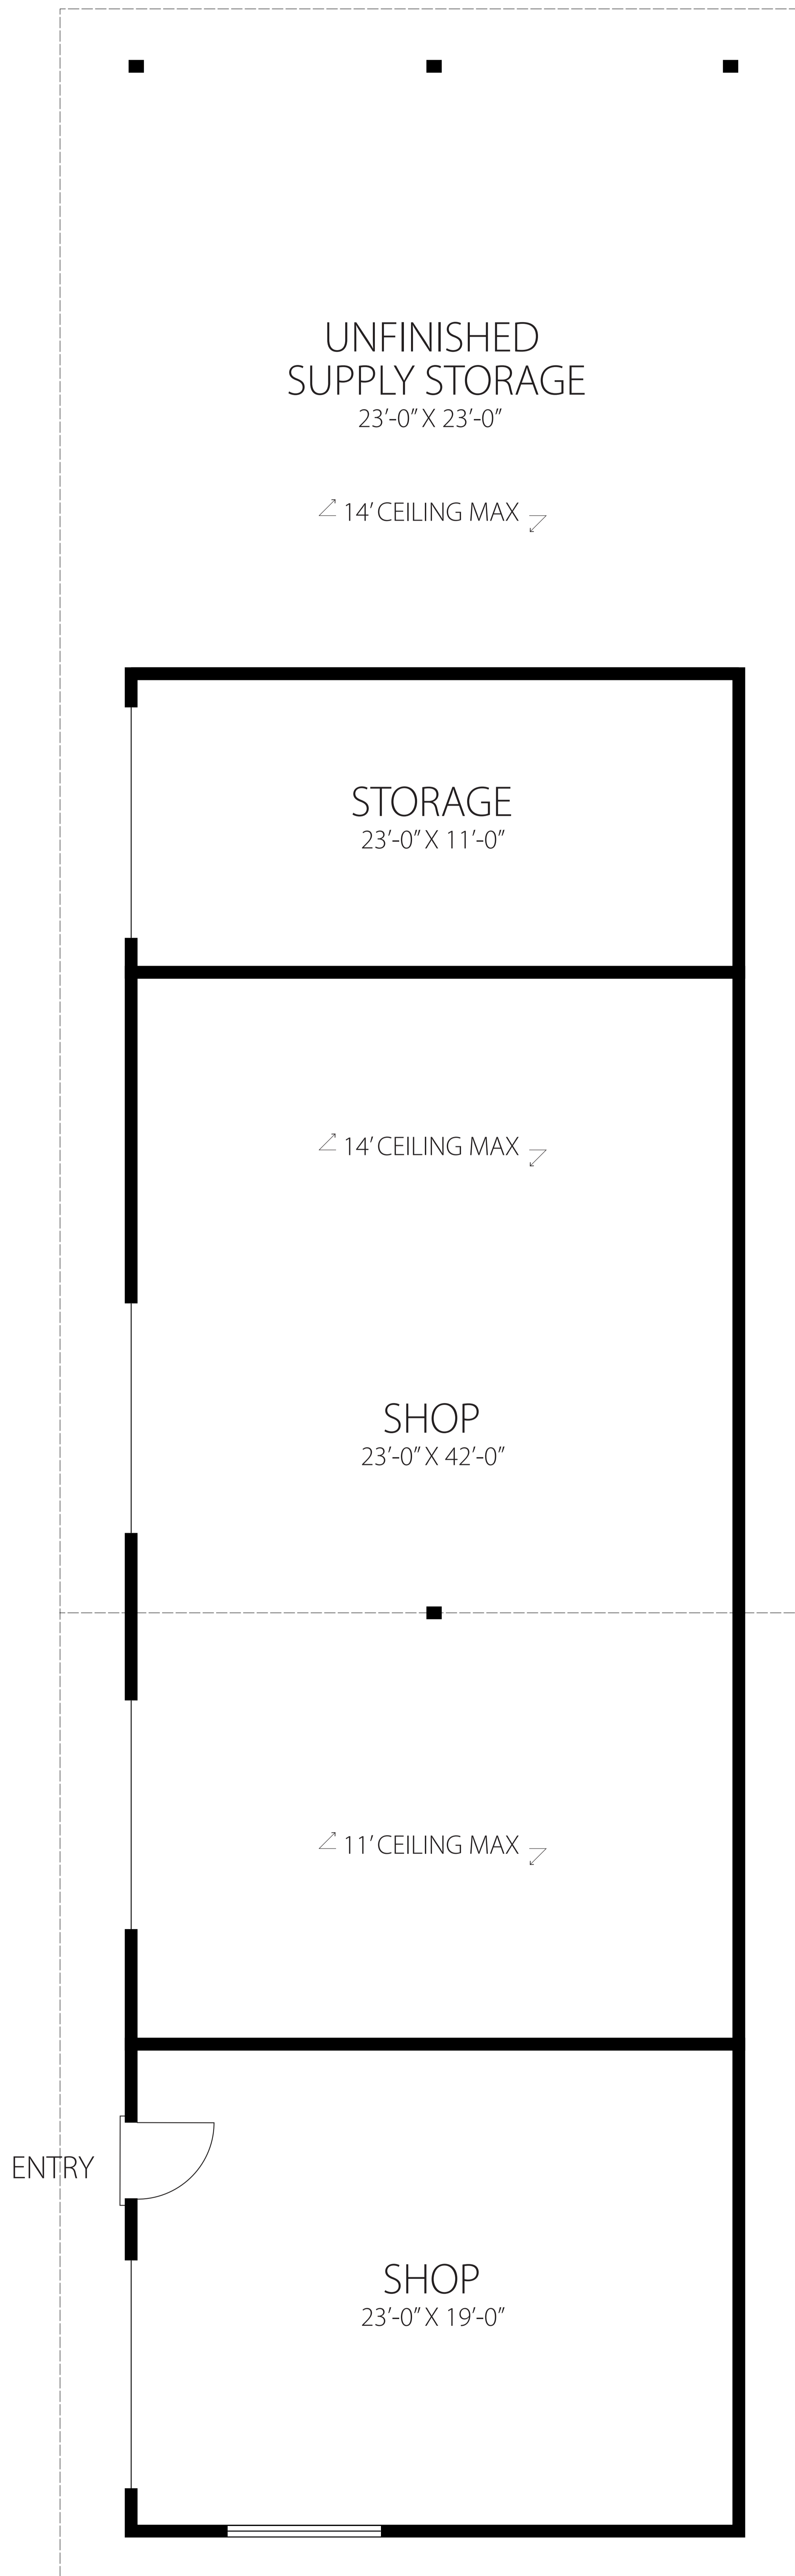 UNFINISHED
SUPPLY STORAGE
23’-0” X 23’-0”
14’ CEILING MAX
STORAGE
23’-0” X 11’-0”
14’ CEILING MAX
SHOP
23’-0” X 42’-0”
11’ CEILING MAX
ENTRY
SHOP
23’-0” X 19’-0”